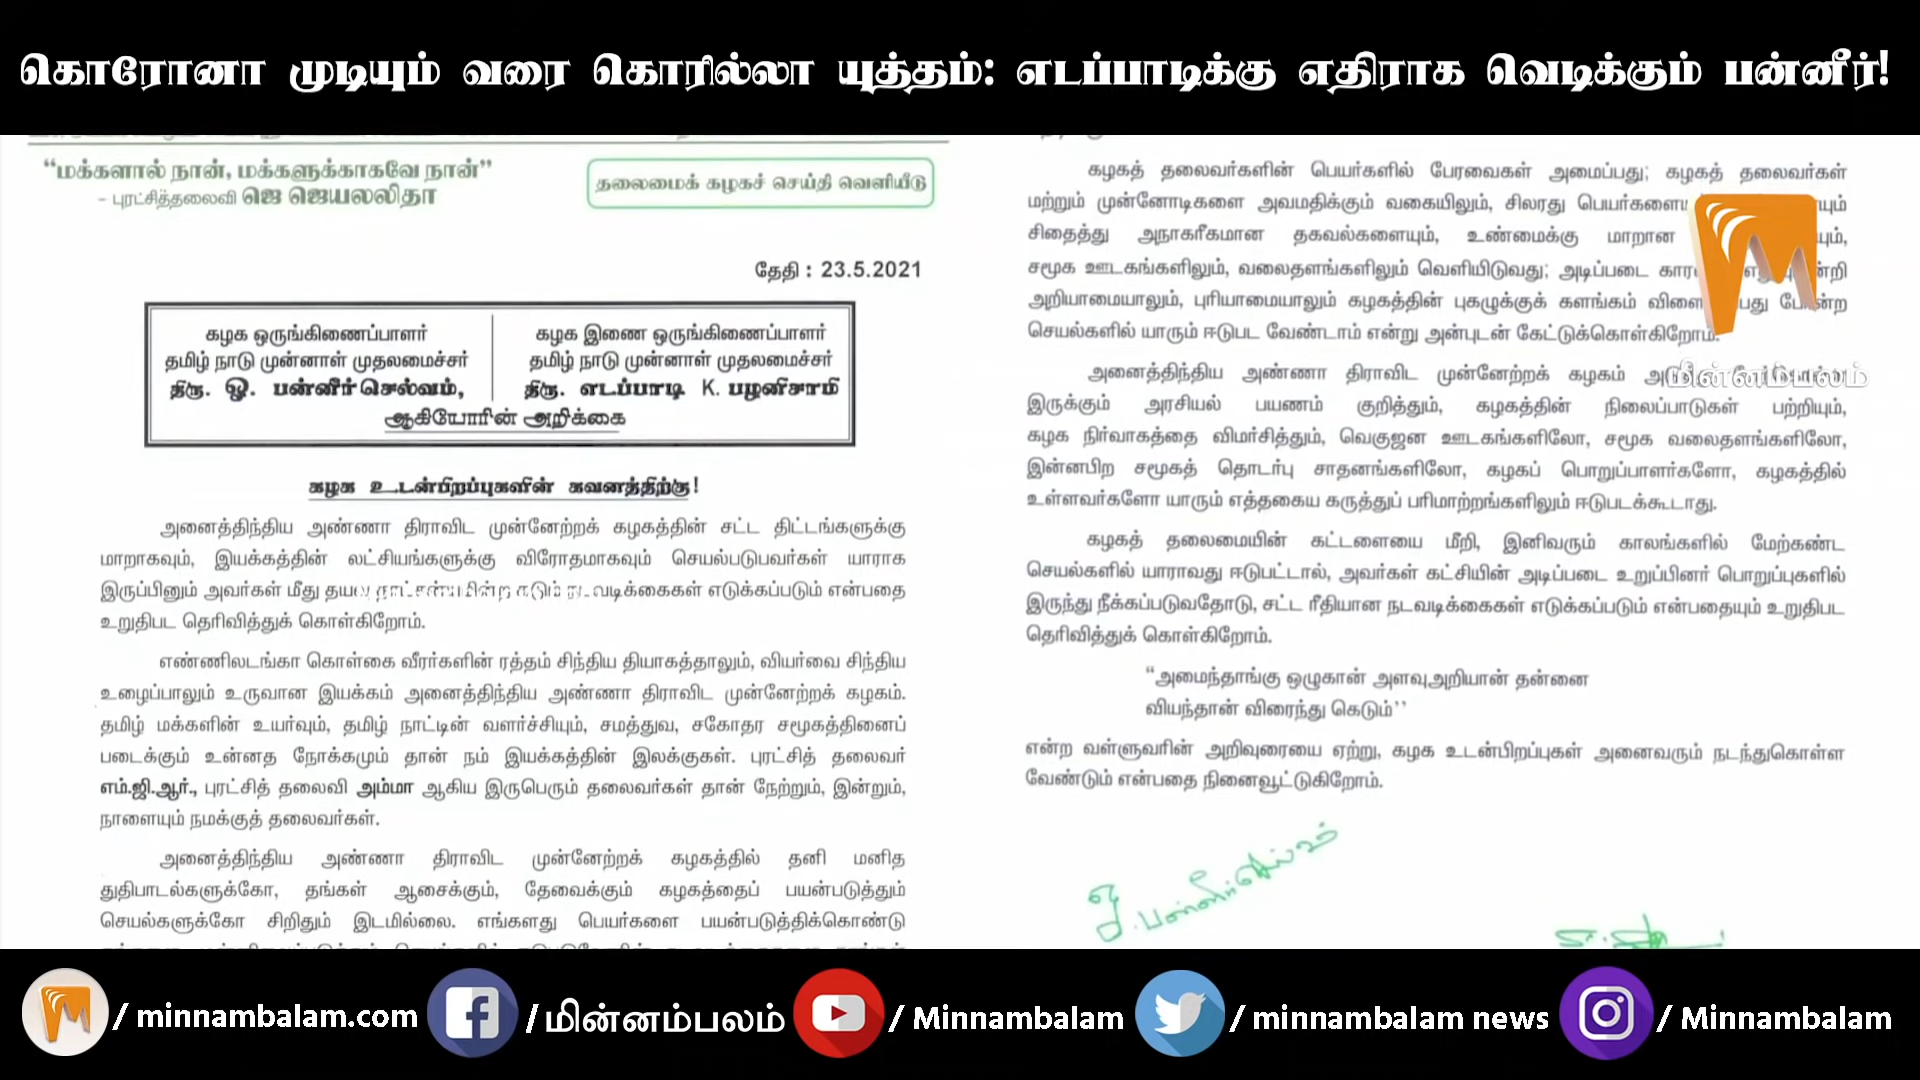 கொரோனா முடியும் வரை கொரில்லா யுத்தம்: எடப்பாடிக்கு எதிராக வெடிக்கும் பன்னீர்!
“மக்களால் நான், மக்களுக்காகவே நான்”
– புரட்சித்தலைவி ஜெ ஜெயலலிதா
தலைமைக் கழகச் செய்தி வெளியீடு
தேதி : 23.5.2021
கழக ஒருங்கிணைப்பாளர்
தமிழ் நாடு முன்னாள் முதலமைச்சர்
திரு. ஓ. பன்னீர்செல்வம்,
கழக இணை ஒருங்கிணைப்பாளர்
தமிழ் நாடு முன்னாள் முதலமைச்சர்
திரு. எடப்பாடி K. பழனிசாமி
ஆகியோரின் அறிக்கை
கழக உடன்பிறப்புகளின் கவனத்திற்கு!
அனைத்திந்திய அண்ணா திராவிட முன்னேற்றக் கழகத்தின் சட்ட திட்டங்களுக்கு
மாறாகவும், இயக்கத்தின் லட்சியங்களுக்கு விரோதமாகவும் செயல்படுபவர்கள் யாராக
இருப்பினும் அவர்கள் மீது எடுக்கப்படும் என்பதை
உறுதிபட தெரிவித்துக் கொள்கிறோம்.
எண்ணிலடங்கா கொள்கை வீரர்களின் ரத்தம் சிந்திய தியாகத்தாலும், வியர்வை சிந்திய
உழைப்பாலும் உருவான இயக்கம் அனைத்திந்திய அண்ணா திராவிட முன்னேற்றக் கழகம்.
தமிழ் மக்களின் உயர்வும், தமிழ் நாட்டின் வளர்ச்சியும், சமத்துவ, சகோதர சமூகத்தினைப்
படைக்கும் உன்னத நோக்கமும் தான் நம் இயக்கத்தின் இலக்குகள். புரட்சித் தலைவர்
எம்.ஜி.ஆர்., புரட்சித் தலைவி அம்மா ஆகிய இருபெரும் தலைவர்கள் தான் நேற்றும், இன்றும்,
நாளையும் நமக்குத் தலைவர்கள்.
அனைத்திந்திய அண்ணா திராவிட முன்னேற்றக் கழகத்தில் தனி மனித
துதிபாடல்களுக்கோ, தங்கள் ஆசைக்கும், தேவைக்கும் கழகத்தைப் பயன்படுத்தும்
செயல்களுக்கோ சிறிதும் இடமில்லை. எங்களது பெயர்களை பயன்படுத்திக்கொண்டு
கழகத் தலைவர்களின் பெயர்களில் பேரவைகள் அமைப்பது; கழகத் தலைவர்கள்
மற்றும் முன்னோடிகளை அவமதிக்கும் வகையிலும், சிலரது
சிதைத்து அநாகரீகமான தகவல்களையும், உண்மைக்கு மாறான
சமூக ஊடகங்களிலும், வலைதளங்களிலும் வெளியிடுவது; அடிப்படை
அறியாமையாலும், புரியாமையாலும் கழகத்தின் புகழுக்குக் களங்கம்
செயல்களில் யாரும் ஈடுபட வேண்டாம் என்று அன்புடன் கேட்டுக்கொள்கிறோம்.
மின்னம்பலம்
அனைத்திந்திய அண்ணா திராவிட முன்னேற்றக் கழகம்
இருக்கும் அரசியல் பயணம் குறித்தும், கழகத்தின் நிலைப்பாடுகள் பற்றியும்,
கழக நிர்வாகத்தை விமர்சித்தும், வெகுஜன ஊடகங்களிலோ, சமூக வலைதளங்களிலோ,
இன்னபிற சமூகத் தொடர்பு சாதனங்களிலோ, கழகப் பொறுப்பாளர்களோ, கழகத்தில்
உள்ளவர்களோ யாரும் எத்தகைய கருத்துப் பரிமாற்றங்களிலும் ஈடுபடக்கூடாது.
கழகத் தலைமையின் கட்டளையை மீறி, இனிவரும் காலங்களில் மேற்கண்ட
செயல்களில் யாராவது ஈடுபட்டால், அவர்கள் கட்சியின் அடிப்படை உறுப்பினர் பொறுப்புகளில்
இருந்து நீக்கப்படுவதோடு, சட்ட ரீதியான நடவடிக்கைகள் எடுக்கப்படும் என்பதையும் உறுதிபட
தெரிவித்துக் கொள்கிறோம்.
“அமைந்தாங்கு ஒழுகான் அளவுஅறியான் தன்னை
வியந்தான் விரைந்து கெடும்’’
என்ற வள்ளுவரின் அறிவுரையை ஏற்று, கழக உடன்பிறப்புகள் அனைவரும் நடந்துகொள்ள
வேண்டும் என்பதை நினைவூட்டுகிறோம்.
ஓ. பன்னீர்செல்வம்
/ minnambalam.com
/ மின்னம்பலம்
/ Minnambalam
/ minnambalam news
/ Minnambalam